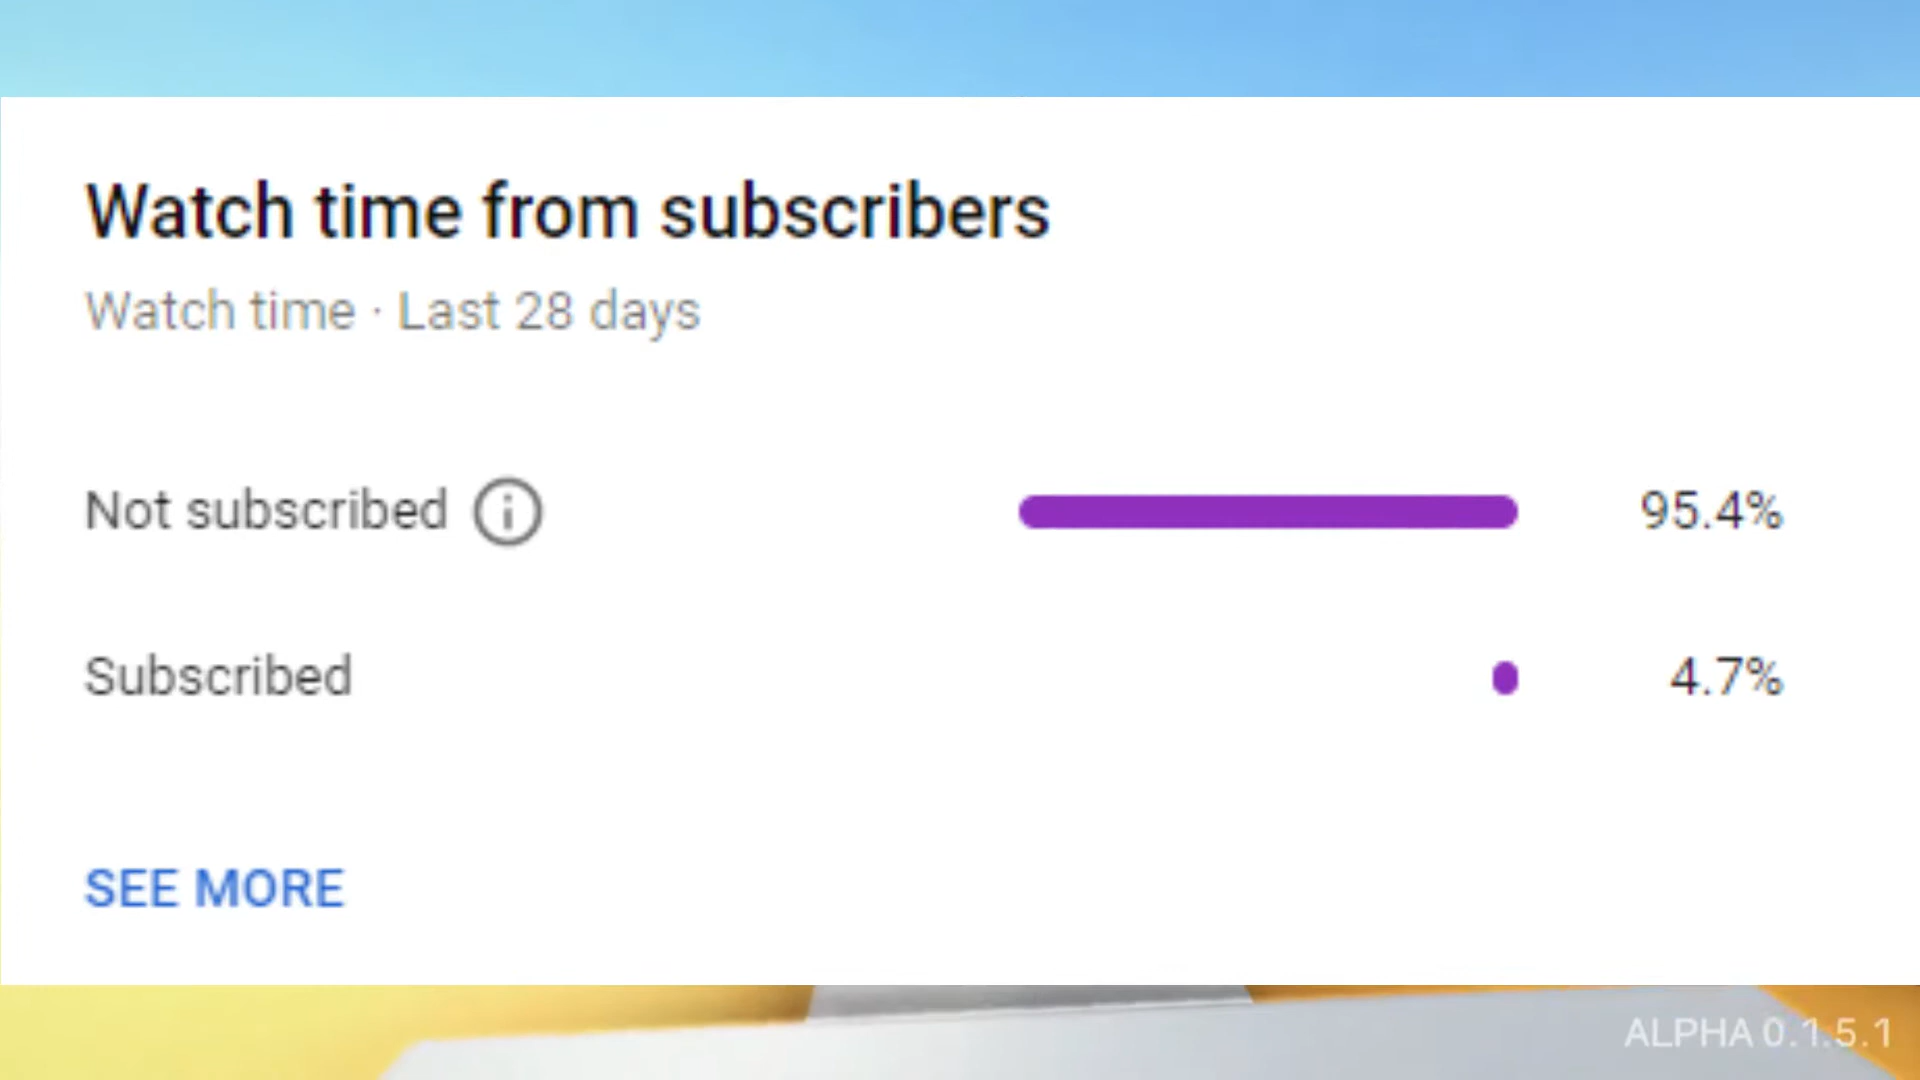 Watch time from subscribers
Watch time · Last 28 days
Not subscribed 95.4%
Subscribed 4.7%
SEE MORE
ALPHA 0.1.5.1